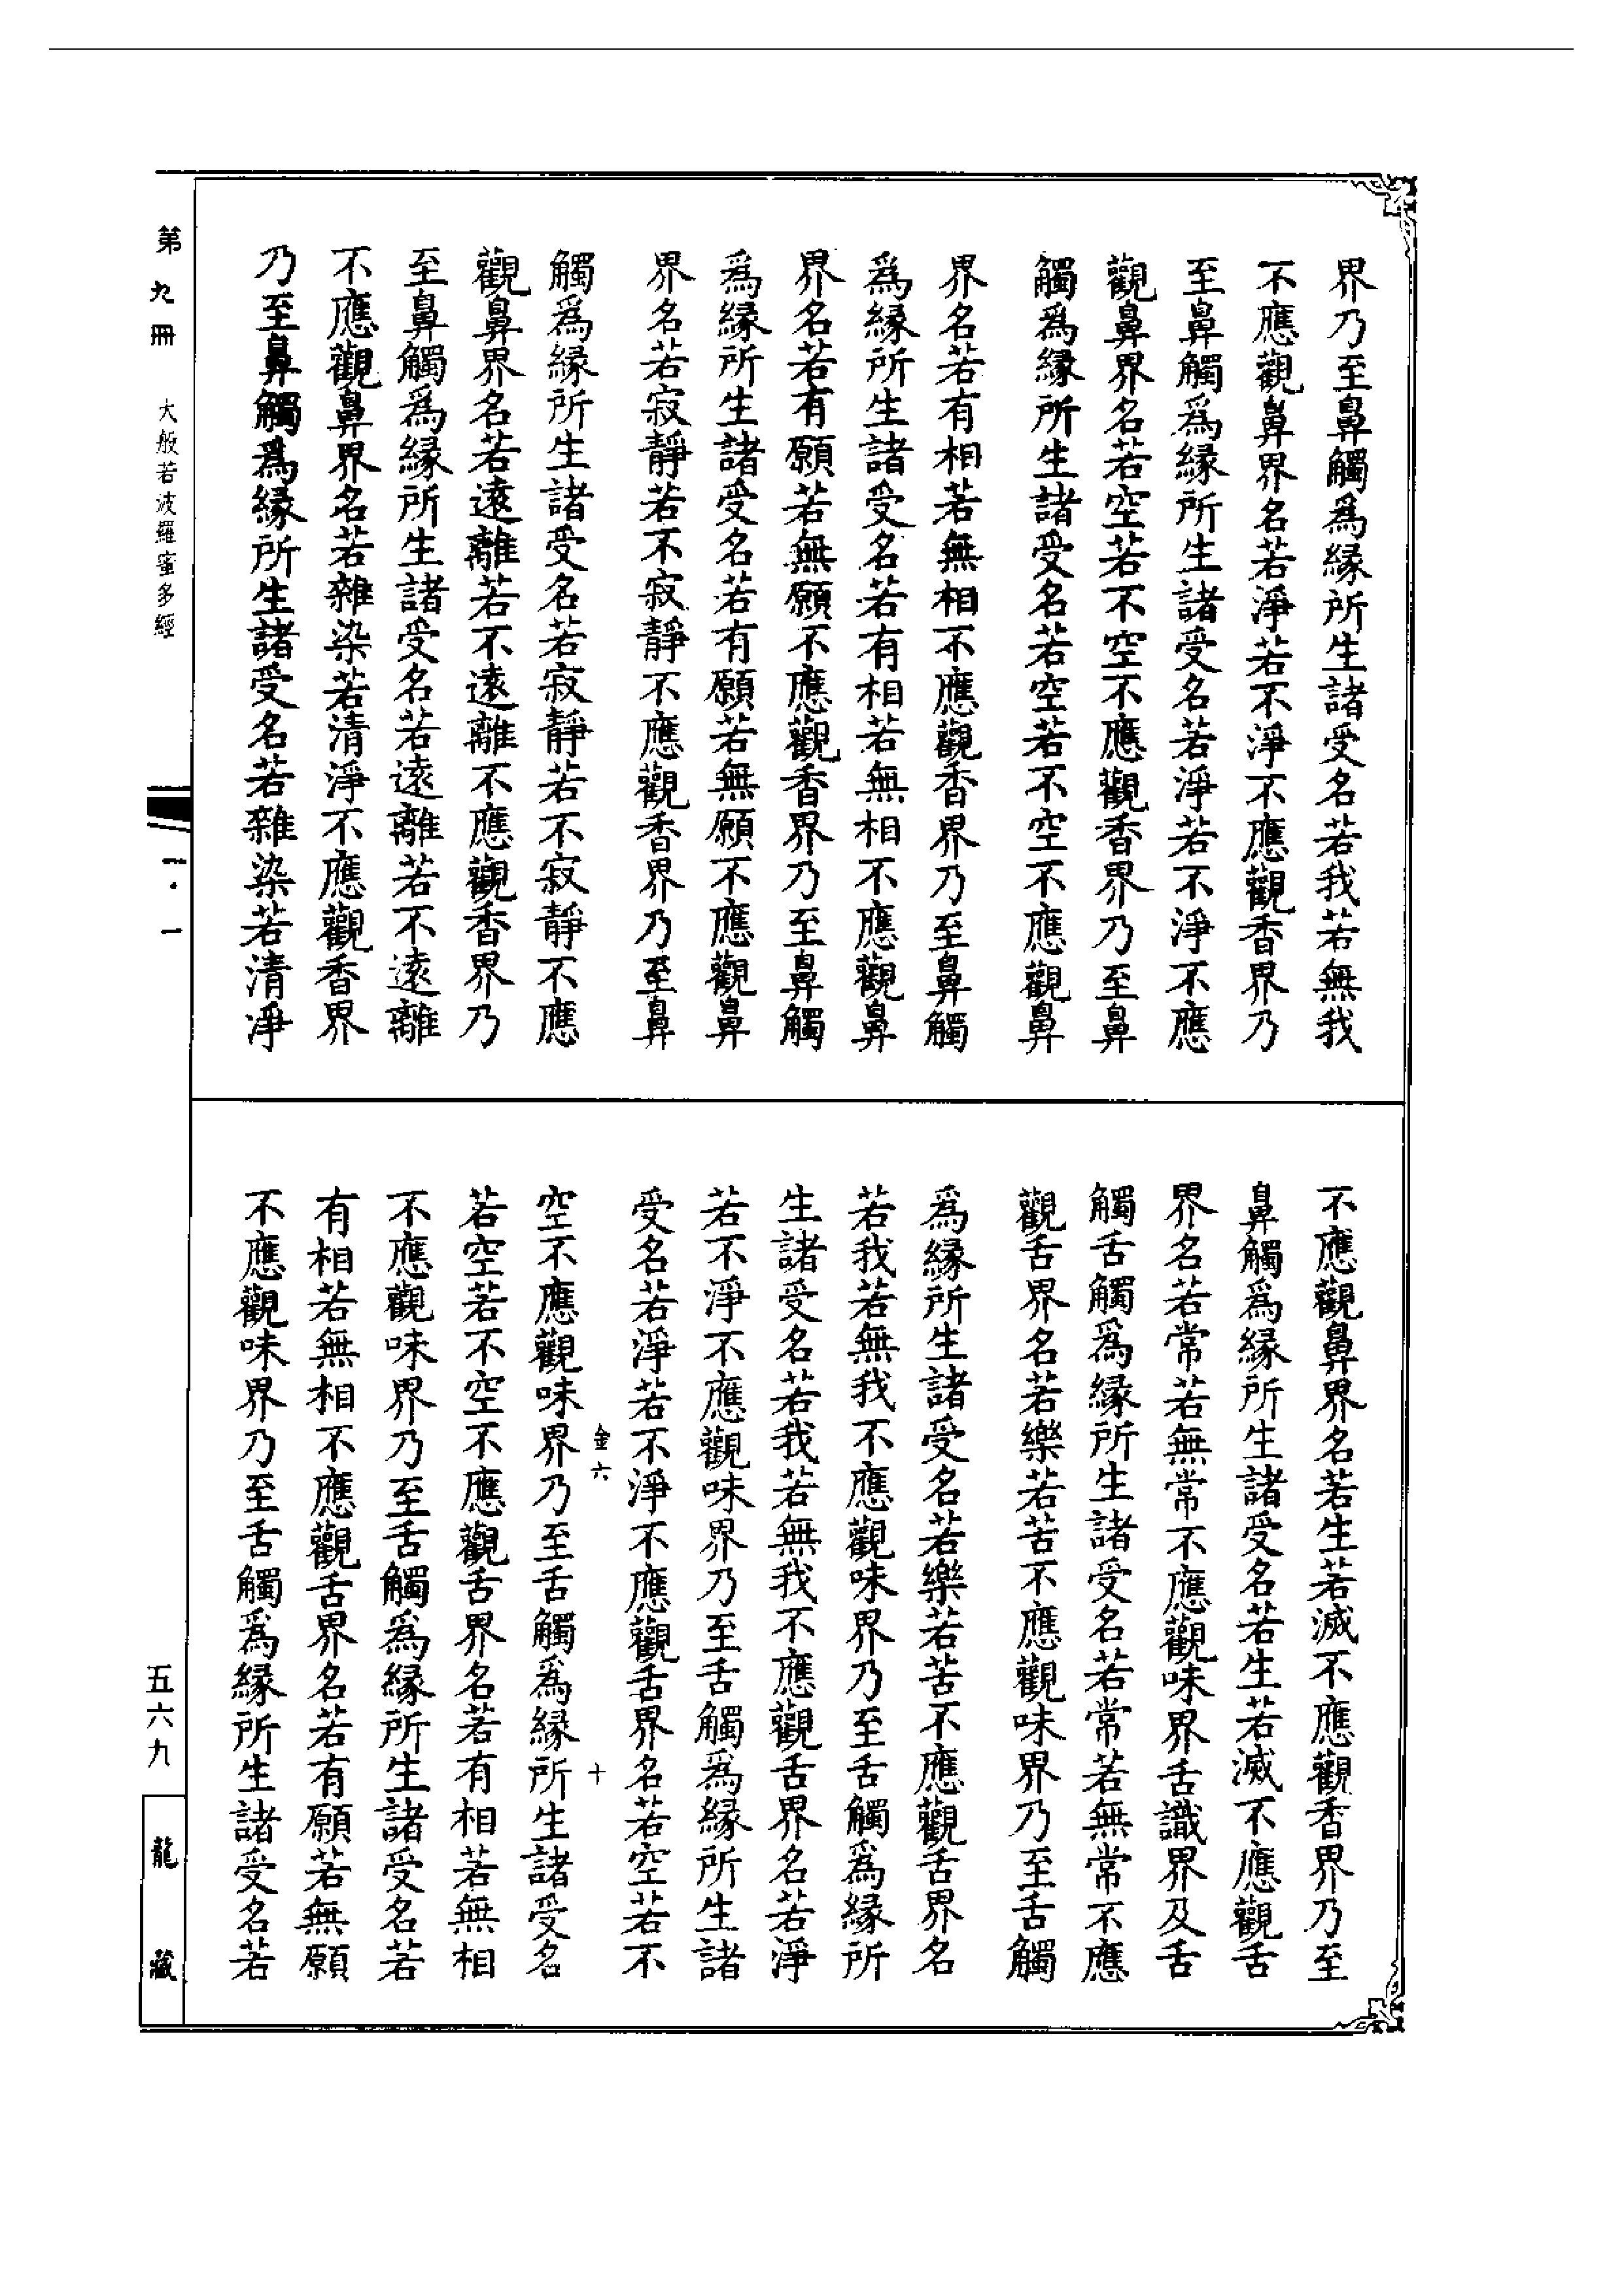 界乃至鼻觸爲緣所生諸受名若我若無我
不應觀鼻界名若淨若不淨不應觀香界乃
至鼻觸爲緣所生諸受名若淨若不淨不應
觀鼻界名若空若不空不應觀香界乃至鼻
觸爲緣所生諸受名若空若不空不應觀鼻
界名若有相若無相不應觀香界乃至鼻觸
爲緣所生諸受名若有相若無相不應觀鼻
界名若有願若無願不應觀香界乃至鼻觸
爲緣所生諸受名若有願若無願不應觀鼻
界名若寂靜若不寂靜不應觀香界乃至鼻
觸爲緣所生諸受名若寂靜若不寂靜不應
觀鼻界名若遠離若不遠離不應觀香界乃
至鼻觸爲緣所生諸受名若遠離若不遠離
不應觀鼻界名若雜染若清淨不應觀香界
乃至鼻觸爲緣所生諸受名若雜染若清淨
不應觀鼻界名若生若滅不應觀香界乃至
鼻觸爲緣所生諸受名若生若滅不應觀舌
界名若常若無常不應觀味界舌識界及舌
觸舌觸爲緣所生諸受名若常若無常不應
觀舌界名若樂若苦不應觀味界乃至舌觸
爲緣所生諸受名若樂若苦不應觀舌界名
若我若無我不應觀味界乃至舌觸爲緣所
生諸受名若我若無我不應觀舌界名若淨
若不淨不應觀味界乃至舌觸爲緣所生諸
受名若淨若不淨不應觀舌界名若空若不
金六 十
空不應觀味界乃至舌觸爲緣所生諸受名
若空若不空不應觀舌界名若有相若無相
不應觀味界乃至舌觸爲緣所生諸受名若
有相若無相不應觀舌界名若有願若無願
不應觀味界乃至舌觸爲緣所生諸受名若
第九冊 大般若波羅蜜多經 一·一 五六九 龍藏